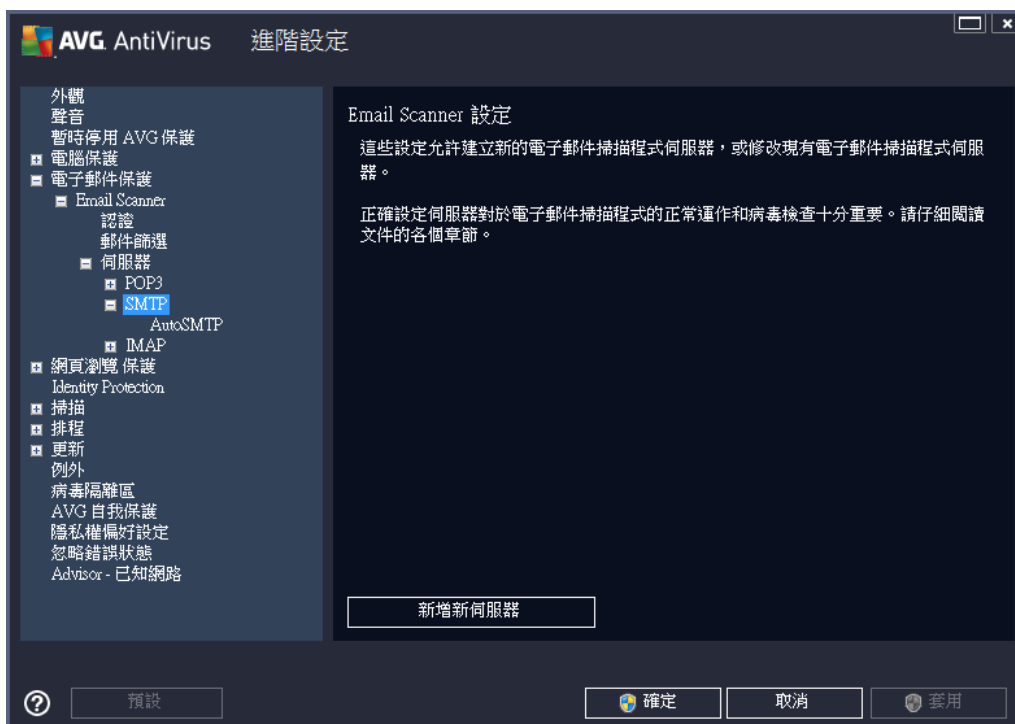 AVG AntiVirus 進階設定
外觀
聲音
暫時停用 AVG 保護
電腦保護
電子郵件保護
Email Scanner
認證
郵件篩選
伺服器
POP3
SMTP
AutoSMTP
IMAP
網頁瀏覽 保護
Identity Protection
掃描
排程
更新
例外
病毒隔離區
AVG 自我保護
隱私權偏好設定
忽略錯誤狀態
Advisor - 已知網路
Email Scanner 設定
這些設定允許建立新的電子郵件掃描程式伺服器，或修改現有電子郵件掃描程式伺服
器。
正確設定伺服器對於電子郵件掃描程式的正常運作和病毒檢查十分重要。請仔細閱讀
文件的各個章節。
新增新伺服器
預設
確定
取消
套用